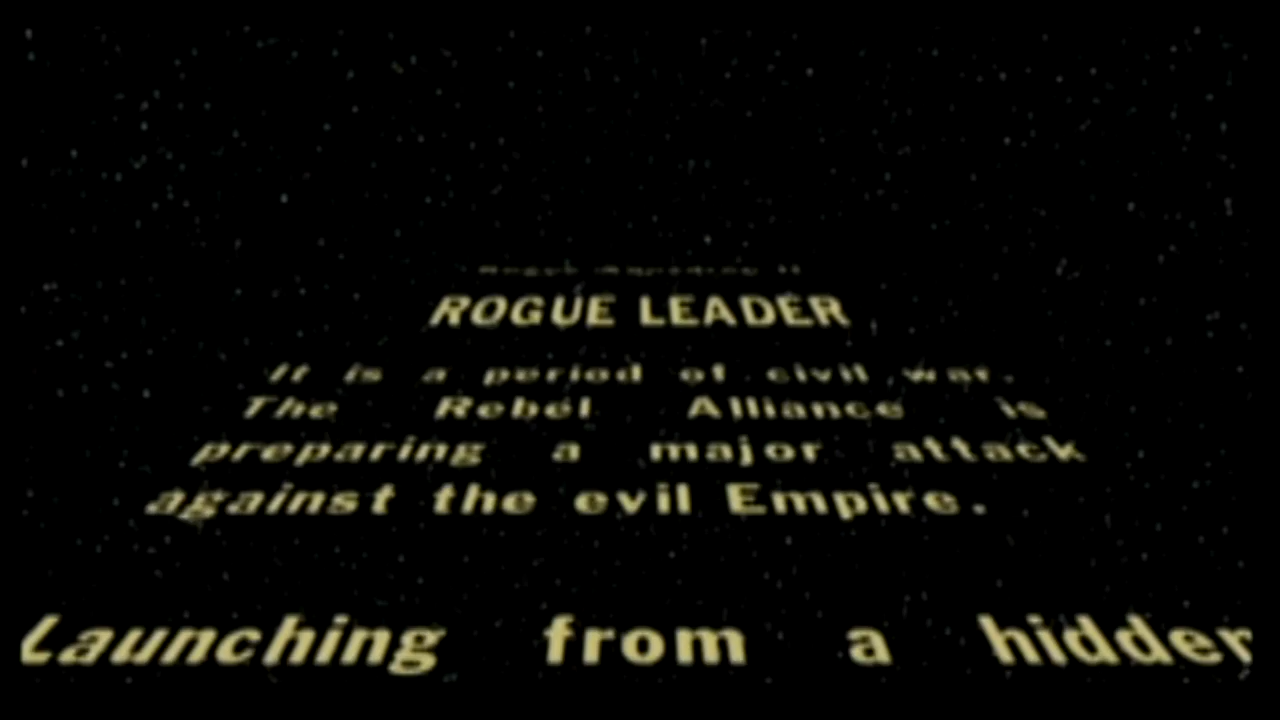 ROGUE LEADER
It is a period of civil war.
The Rebel Alliance is
preparing a major attack
against the evil Empire.
Launching from a hidden